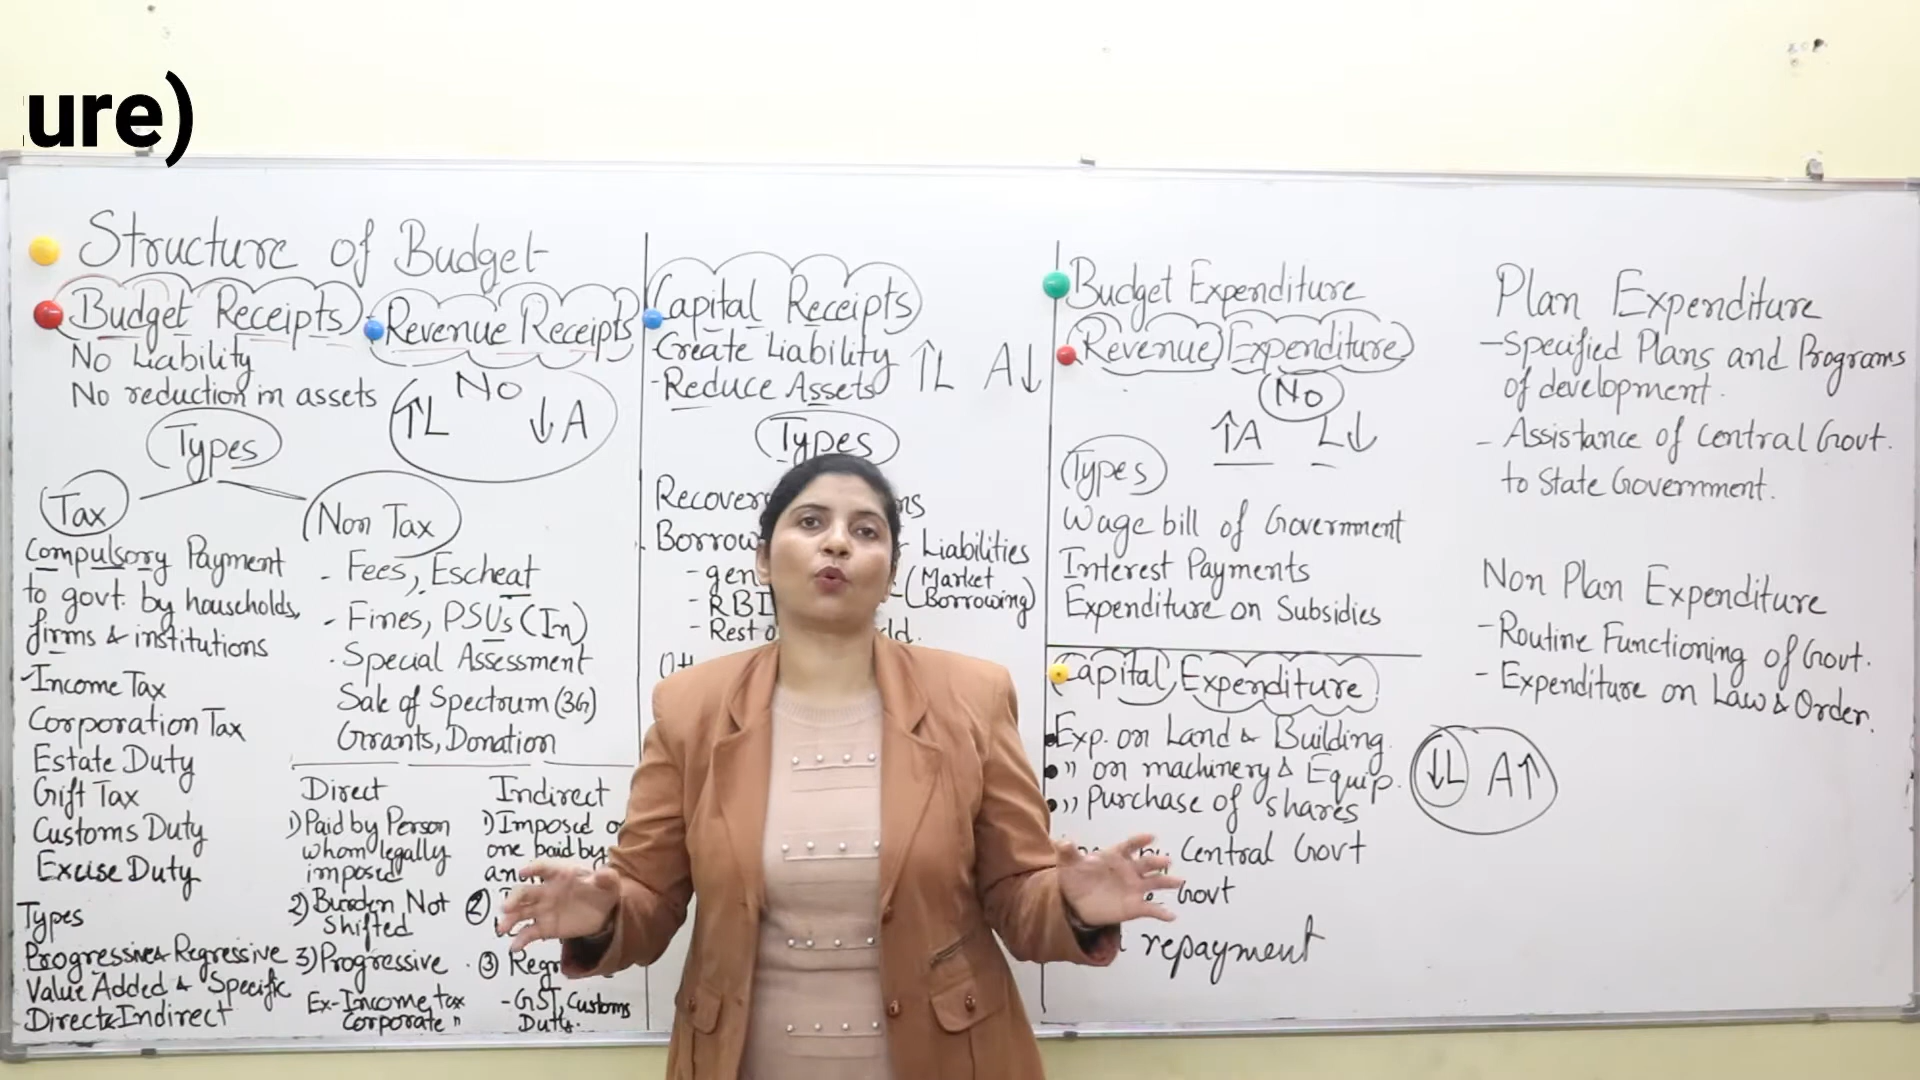 ure)
Structure of Budget
Budget Receipts
No Liability
No reduction in assets
Revenue Receipts
No
↑L ↓A
Types
Tax
Compulsory Payment
to govt. by households,
firms & institutions
Income Tax
Corporation Tax
Estate Duty
Gift Tax
Customs Duty
Excise Duty
Types
Progressive & Regressive
Value Added & Specific
Direct & Indirect
Non Tax
- Fees, Escheat
- Fines, PSUs (In)
- Special Assessment
Sale of Spectrum (3G)
Grants, Donation
Direct
1) Paid by Person
whom legally
imposed
2) Burden Not
Shifted
3) Progressive
Ex-Income tax
Corporate "
Indirect
1) Imposed
one paid by
2)
3)
- GST, Customs
Duty.
Capital Receipts
- Create Liability ↑L A↓
- Reduce Assets
Types
Liabilities
(Market
Borrowing)
- RBI
- Rest
Budget Expenditure
Revenue Expenditure
No
↑A L↓
Types
Wage bill of Government
Interest Payments
Expenditure on Subsidies
Capital Expenditure
Exp. on Land & Building
" on machinery & Equip.
" Purchase of shares
Central Govt
Govt
repayment
↓L A↑
Plan Expenditure
- Specified Plans and Programs
of development.
- Assistance of Central Govt.
to State Government.
Non Plan Expenditure
- Routine Functioning of Govt.
- Expenditure on Law & Order.